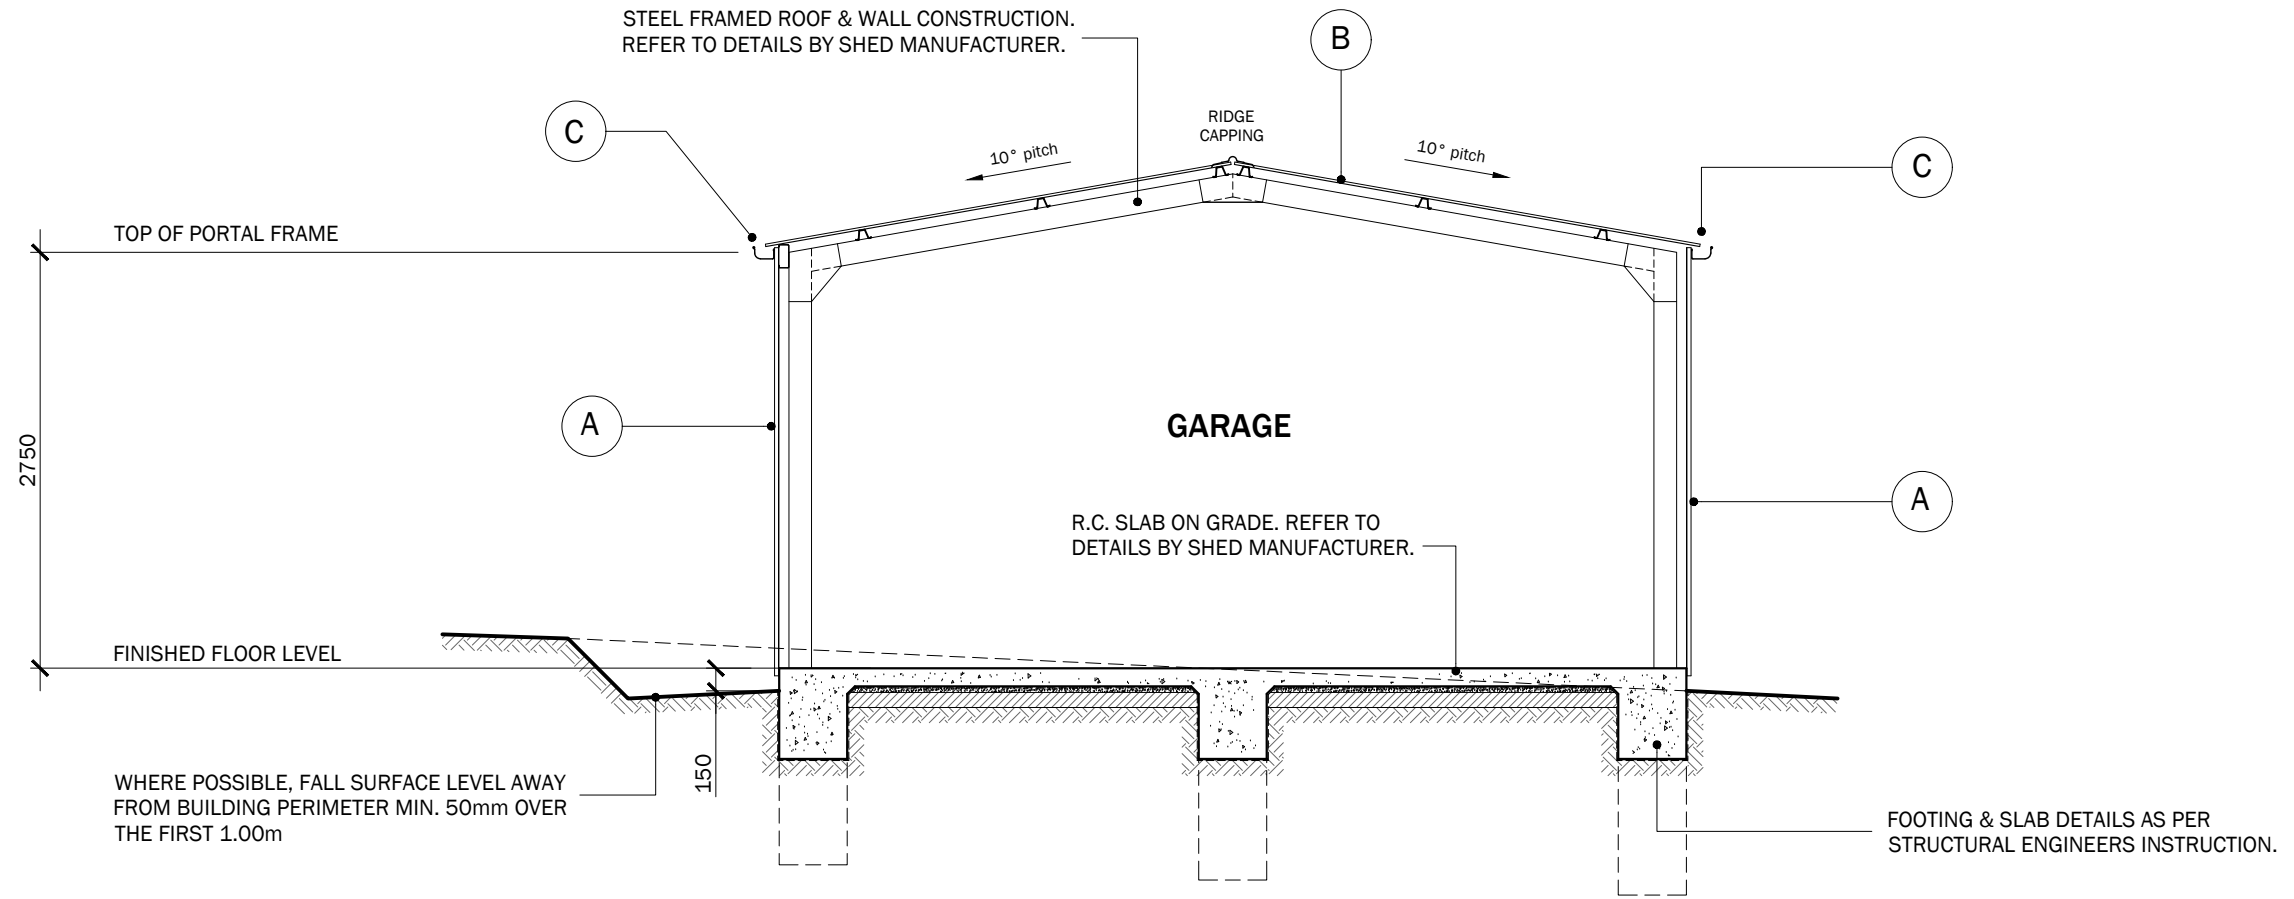 STEEL FRAMED ROOF & WALL CONSTRUCTION.
REFER TO DETAILS BY SHED MANUFACTURER.
B
C
RIDGE
CAPPING
10° pitch
10° pitch
C
TOP OF PORTAL FRAME
A
GARAGE
2750
A
R.C. SLAB ON GRADE. REFER TO
DETAILS BY SHED MANUFACTURER.
FINISHED FLOOR LEVEL
150
WHERE POSSIBLE, FALL SURFACE LEVEL AWAY
FROM BUILDING PERIMETER MIN. 50mm OVER
THE FIRST 1.00m
FOOTING & SLAB DETAILS AS PER
STRUCTURAL ENGINEERS INSTRUCTION.